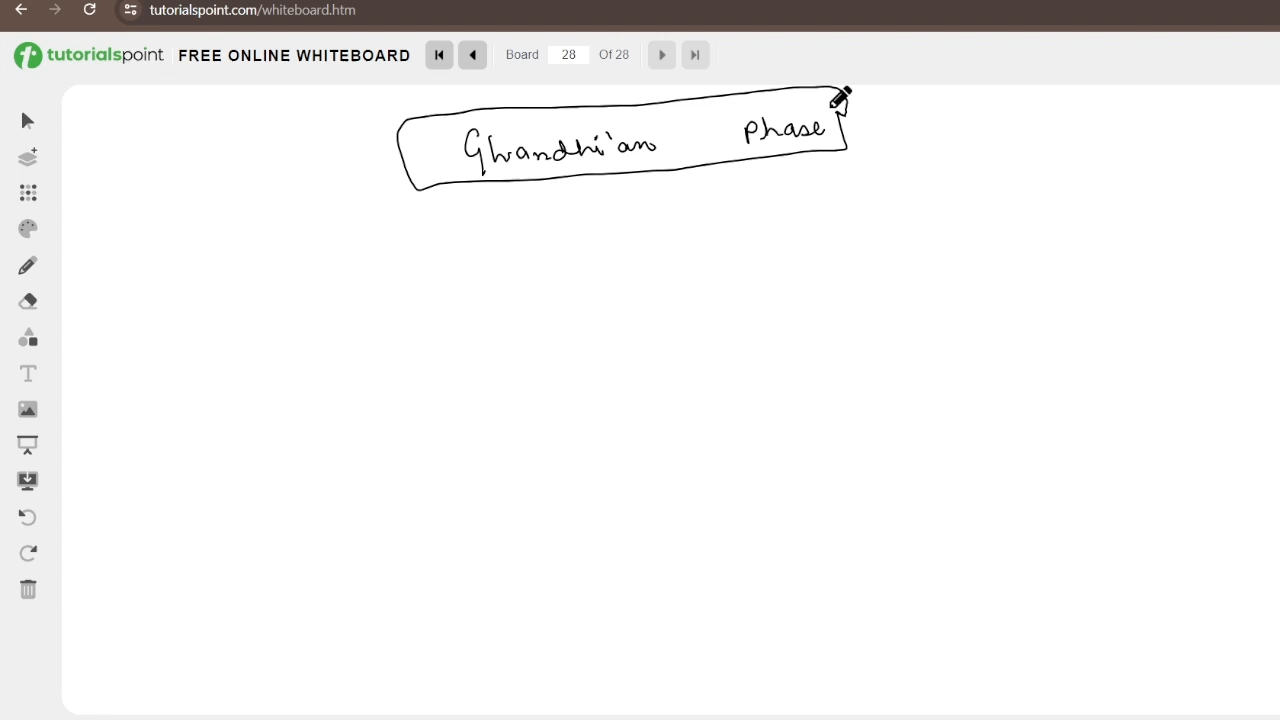 tutorialspoint.com/whiteboard.htm
tutorialspoint FREE ONLINE WHITEBOARD Board 28 Of 28
Ghandhi'an phase